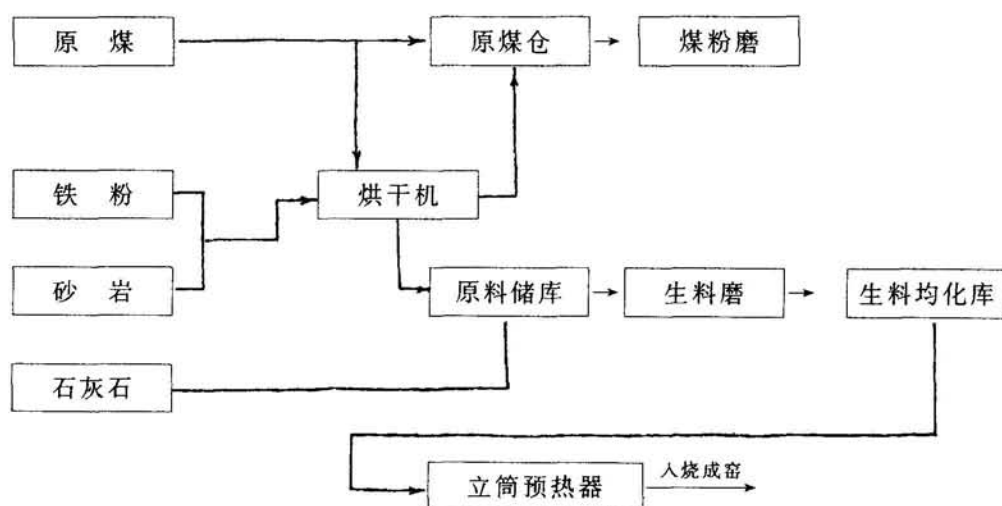 原煤
原煤仓
煤粉磨
铁粉
烘干机
砂岩
原料储库
生料磨
生料均化库
石灰石
立筒预热器
入烧成窑